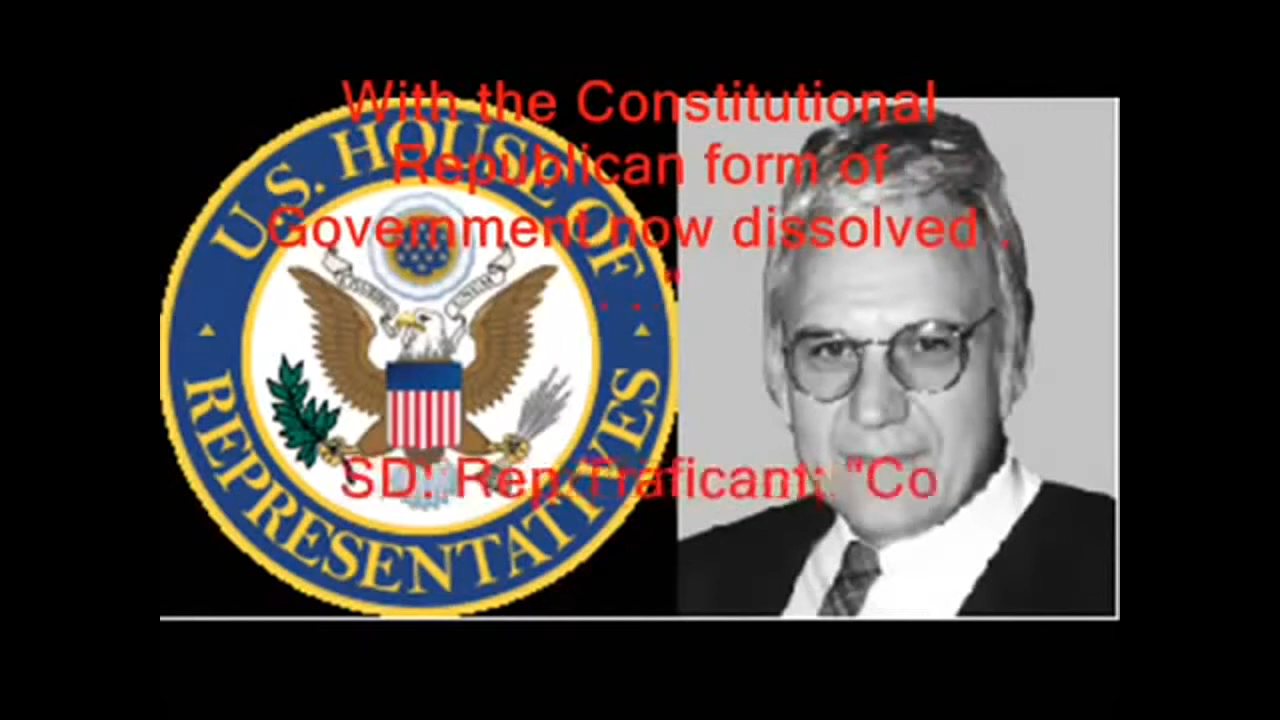 With the Constitutional
Republican form of
Government now dissolved .
. . ."
U.S. HOUSE OF
REPRESENTATIVES
SD: Rep. Traficant; "Co